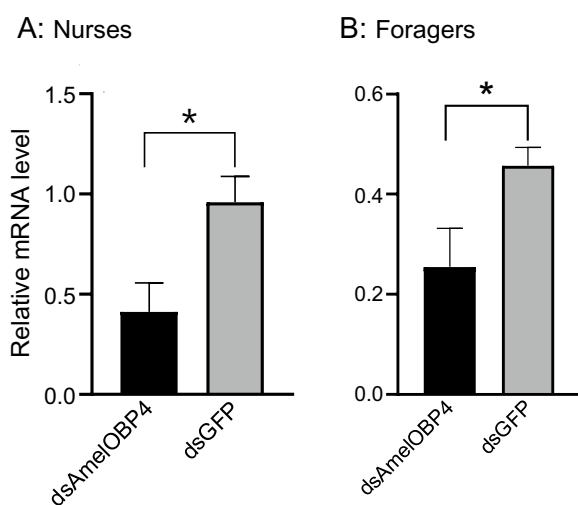 A: Nurses
Relative mRNA level
1.5
1.0
0.5
0.0
*
dsAmelOBP4
dsGFP
B: Foragers
0.6
0.4
0.2
0.0
*
dsAmelOBP4
dsGFP